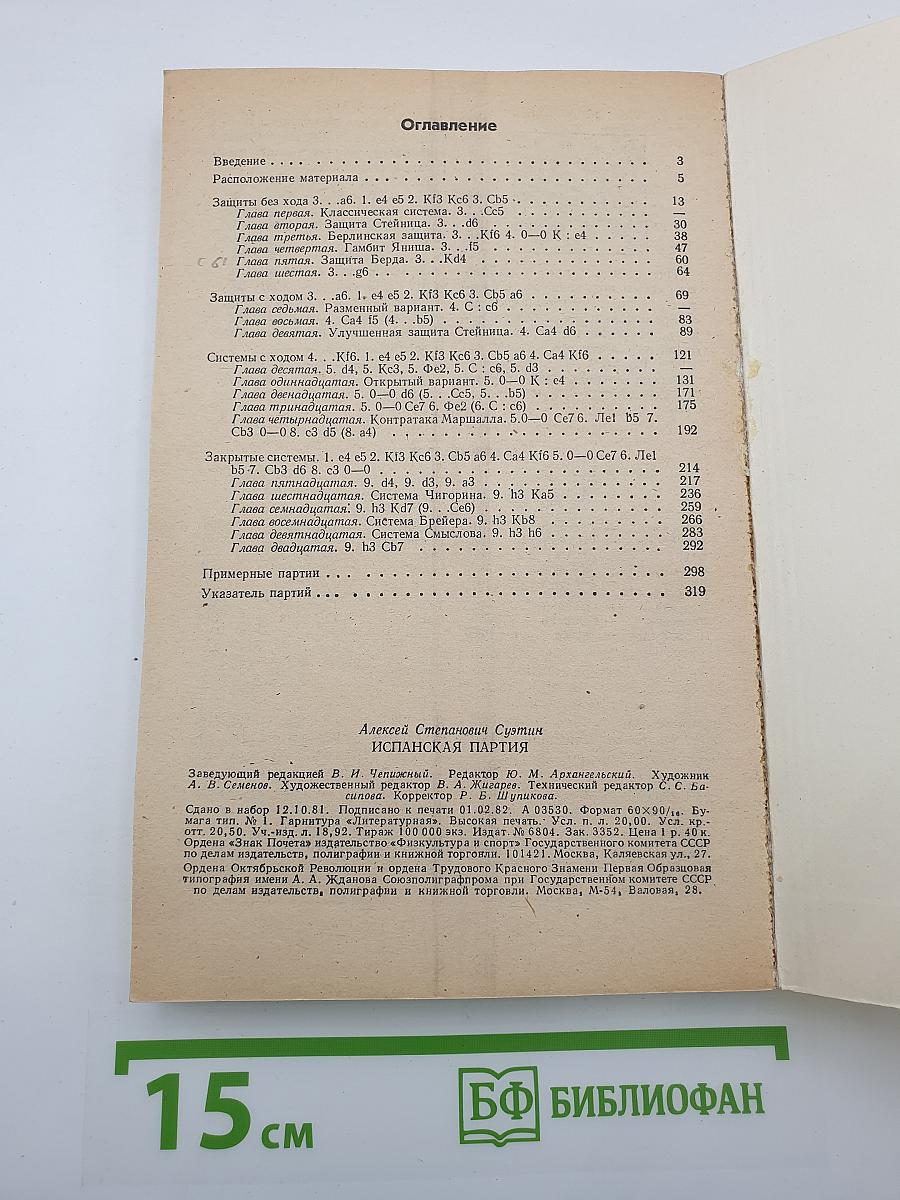 Оглавление
Введение . . . . . . . . . . . . . . . . . . . . . . . . . . . . 3
Расположение материала . . . . . . . . . . . . . . . . . . . . . 5
Защиты без хода 3. . .a6. 1. e4 e5 2. Kf3 Kc6 3. Cb5 . . . . . . . . . . . 13
Глава первая. Классическая система. 3. . .Cc5 . . . . . . . . . . —
Глава вторая. Защита Стейница. 3. . .d6 . . . . . . . . . . . . 30
Глава третья. Берлинская защита. 3. . .Kf6 4. 0—0 K : e4 . . . . . 38
Глава четвертая. Гамбит Яниша. 3. . .f5 . . . . . . . . . . . . 47
Глава пятая. Защита Берда. 3. . .Kd4 . . . . . . . . . . . . . 60
Глава шестая. 3. . .g6 . . . . . . . . . . . . . . . . . . . 64
Защиты с ходом 3. . .a6. 1. e4 e5 2. Kf3 Kc6 3. Cb5 a6 . . . . . . . . . . 69
Глава седьмая. Разменный вариант. 4. C : c6 . . . . . . . . . . —
Глава восьмая. 4. Ca4 f5 (4. . .b5) . . . . . . . . . . . . . . 83
Глава девятая. Улучшенная защита Стейница. 4. Ca4 d6 . . . . . . 89
Системы с ходом 4. . .Kf6. 1. e4 e5 2. Kf3 Kc6 3. Cb5 a6 4. Ca4 Kf6 . . . . . 121
Глава десятая. 5. d4, 5. Kc3, 5. Фe2, 5. C : c6, 5. d3 . . . . . . . . —
Глава одиннадцатая. Открытый вариант. 5. 0—0 K : e4 . . . . . . . 131
Глава двенадцатая. 5. 0—0 d6 (5. . .Cc5, 5. . .b5) . . . . . . . . . 171
Глава тринадцатая. 5. 0—0 Ce7 6. Фe2 (6. C : c6) . . . . . . . . . 175
Глава четырнадцатая. Контратака Маршалла. 5.0—0 Ce7 6. Лe1 b5 7.
Cb3 0—0 8. c3 d5 (8. a4) . . . . . . . . . . . . . . . . . . 192
Закрытые системы. 1. e4 e5 2. Kf3 Kc6 3. Cb5 a6 4. Ca4 Kf6 5. 0—0 Ce7 6. Лe1
b5 7. Cb3 d6 8. c3 0—0 . . . . . . . . . . . . . . . . . . . 214
Глава пятнадцатая. 9. d4, 9. d3, 9. a3 . . . . . . . . . . . . . 217
Глава шестнадцатая. Система Чигорина. 9. h3 Ka5 . . . . . . . . . 236
Глава семнадцатая. 9. h3 Kd7 (9. . .Ce6) . . . . . . . . . . . . 259
Глава восемнадцатая. Система Брейера. 9. h3 Kb8 . . . . . . . . . 266
Глава девятнадцатая. Система Смыслова. 9. h3 h6 . . . . . . . . . 283
Глава двадцатая. 9. h3 Cb7 . . . . . . . . . . . . . . . . . 292
Примерные партии . . . . . . . . . . . . . . . . . . . . . . . 298
Указатель партий . . . . . . . . . . . . . . . . . . . . . . . 319
Алексей Степанович Суэтин
ИСПАНСКАЯ ПАРТИЯ
Заведующий редакцией В. И. Чепижный. Редактор Ю. М. Архангельский. Художник
А. В. Семенов. Художественный редактор В. А. Жигарев. Технический редактор С. С. Ба-
сипова. Корректор Р. Б. Шупикова.
Сдано в набор 12.10.81. Подписано к печати 01.02.82. А 03530. Формат 60×90/16. Бу-
мага тип. № 1. Гарнитура «Литературная». Высокая печать. Усл. п. л. 20,00. Усл. кр.-
отт. 20,50. Уч.-изд. л. 18,92. Тираж 100 000 экз. Издат. № 6804. Зак. 3352. Цена 1 р. 40 к.
Ордена «Знак Почета» издательство «Физкультура и спорт» Государственного комитета СССР
по делам издательств, полиграфии и книжной торговли. 101421. Москва, Каляевская ул., 27.
Ордена Октябрьской Революции и ордена Трудового Красного Знамени Первая Образцовая
типография имени А. А. Жданова Союзполиграфпрома при Государственном комитете СССР
по делам издательств, полиграфии и книжной торговли. Москва, М-54, Валовая, 28.
15 см
БФ БИБЛИОФАН